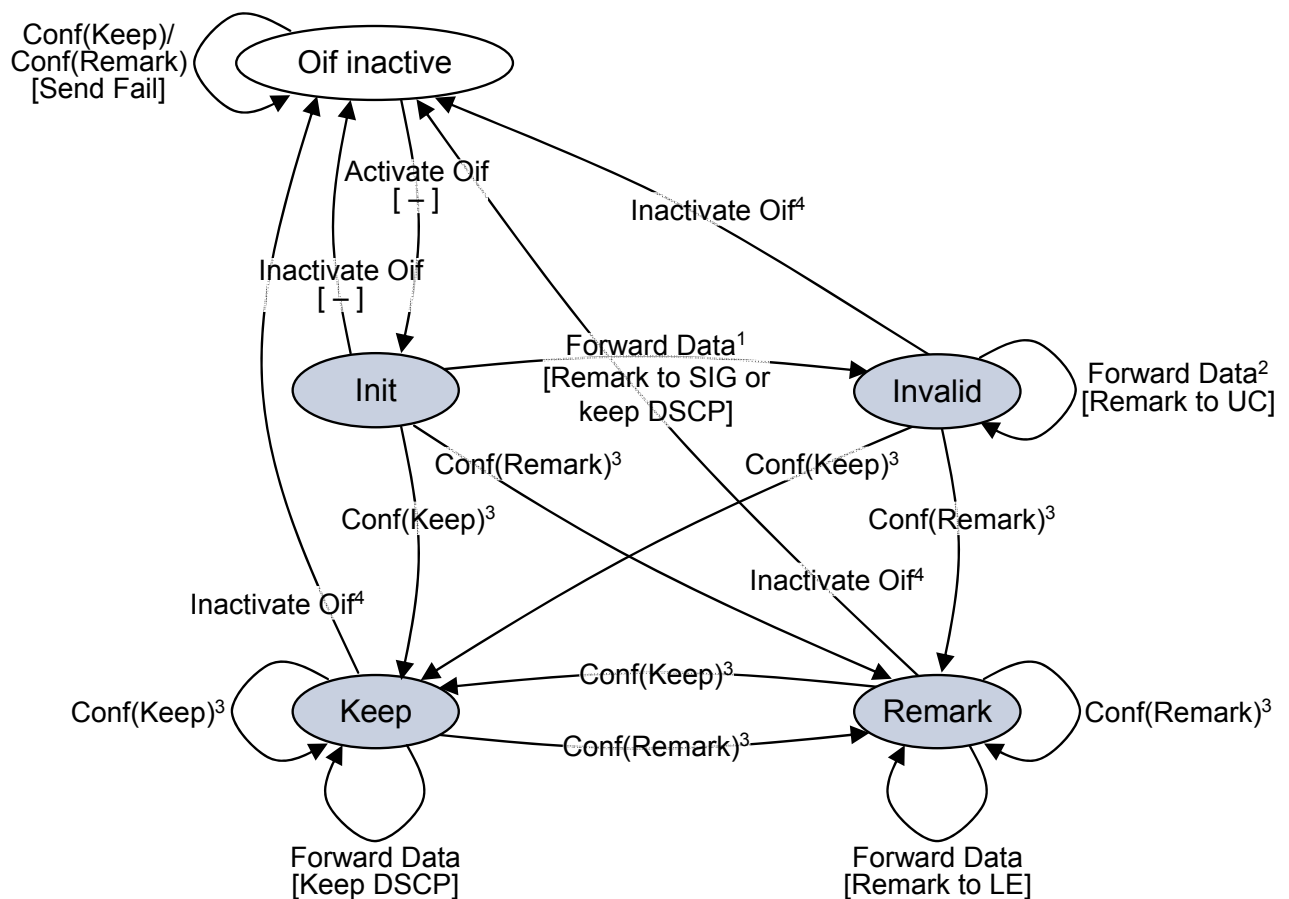 Conf(Keep)/
Conf(Remark)
[Send Fail]
Oif inactive
Activate Oif
[ – ]
Inactivate Oif⁴
Inactivate Oif
[ – ]
Forward Data¹
[Remark to SIG or
keep DSCP]
Init
Invalid
Forward Data²
[Remark to UC]
Conf(Remark)³
Conf(Keep)³
Conf(Keep)³
Conf(Remark)³
Inactivate Oif⁴
Inactivate Oif⁴
Conf(Keep)³
Conf(Keep)³
Keep
Remark
Conf(Remark)³
Conf(Remark)³
Forward Data
[Keep DSCP]
Forward Data
[Remark to LE]